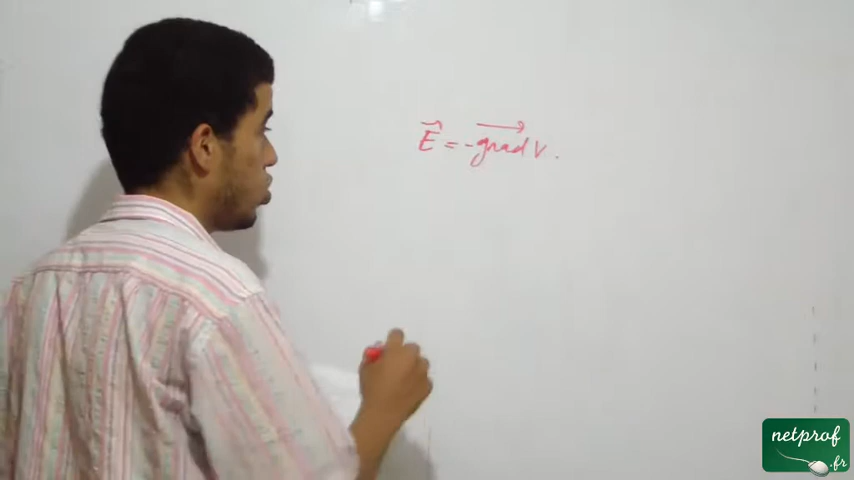 E⃗ = - grad⃗ V.
netprof
.fr